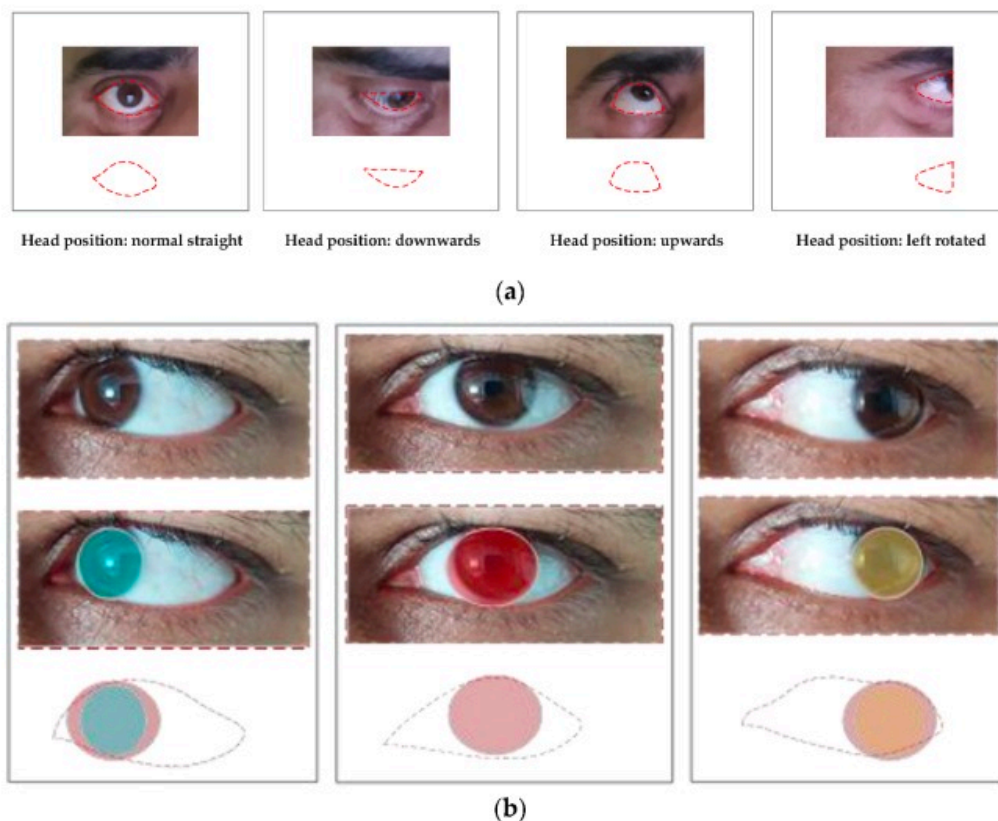 Head position: normal straight
Head position: downwards
Head position: upwards
Head position: left rotated
(a)
(b)